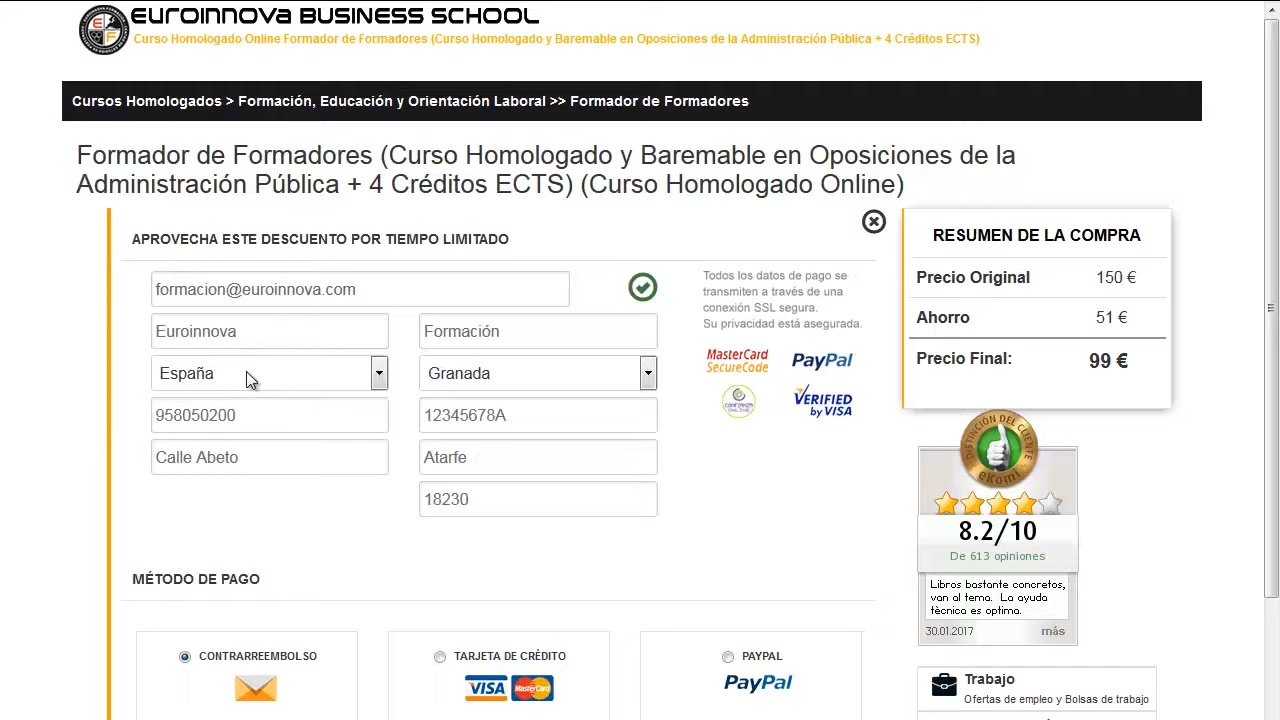 EUROINNOVA BUSINESS SCHOOL
Curso Homologado Online Formador de Formadores (Curso Homologado y Baremable en Oposiciones de la Administración Pública + 4 Créditos ECTS)
Cursos Homologados > Formación, Educación y Orientación Laboral >> Formador de Formadores
Formador de Formadores (Curso Homologado y Baremable en Oposiciones de la
Administración Pública + 4 Créditos ECTS) (Curso Homologado Online)
APROVECHA ESTE DESCUENTO POR TIEMPO LIMITADO
formacion@euroinnova.com
Euroinnova
Formación
España
Granada
958050200
12345678A
Calle Abeto
Atarfe
18230
Todos los datos de pago se
transmiten a través de una
conexión SSL segura.
Su privacidad está asegurada.
MasterCard
SecureCode
PayPal
CONFIANZA
ONLINE
VERIFIED
by VISA
RESUMEN DE LA COMPRA
Precio Original 150 €
Ahorro 51 €
Precio Final: 99 €
DISTINCIÓN DEL CLIENTE
eKomi
8.2/10
De 613 opiniones
Libros bastante concretos,
van al tema. La ayuda
tècnica es optima.
30.01.2017 más
Trabajo
Ofertas de empleo y Bolsas de trabajo
MÉTODO DE PAGO
CONTRARREEMBOLSO
TARJETA DE CRÉDITO
VISA MasterCard
PAYPAL
PayPal